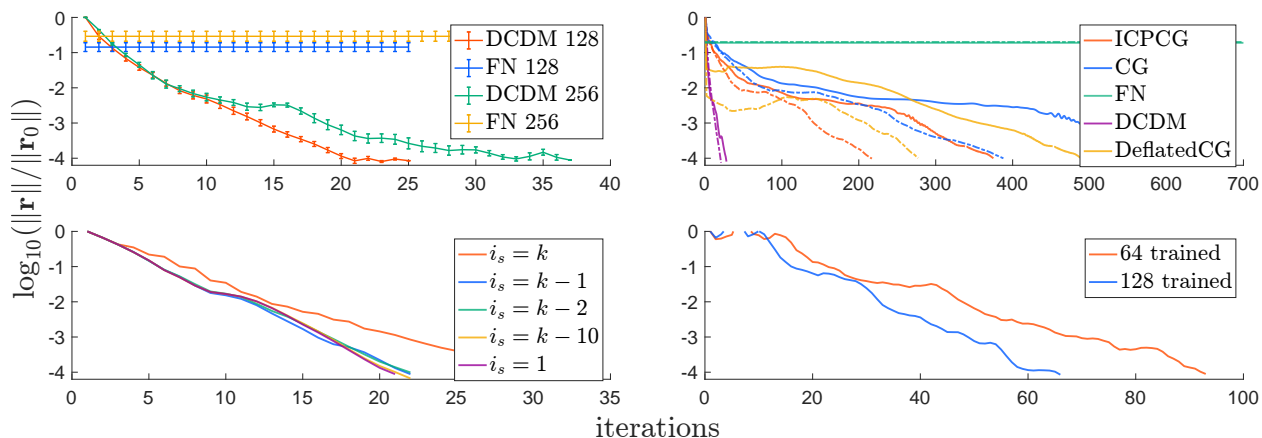 log₁₀(||r||/||r₀||)
0
-1
-2
-3
-4
0 5 10 15 20 25 30 35 40
DCDM 128
FN 128
DCDM 256
FN 256
0
-1
-2
-3
-4
0 100 200 300 400 500 600 700
ICPCG
CG
FN
DCDM
DeflatedCG
0
-1
-2
-3
-4
0 5 10 15 20 25 30 35
iₛ = k
iₛ = k − 1
iₛ = k − 2
iₛ = k − 10
iₛ = 1
0
-1
-2
-3
-4
0 20 40 60 80 100
64 trained
128 trained
iterations